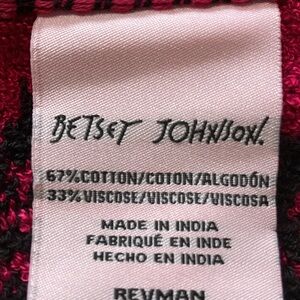 BETSEY JOHNSON.
67%COTTON/COTON/ALGODÓN
33%VISCOSE/VISCOSE/VISCOSA
MADE IN INDIA
FABRIQUÉ EN INDE
HECHO EN INDIA
REVMAN